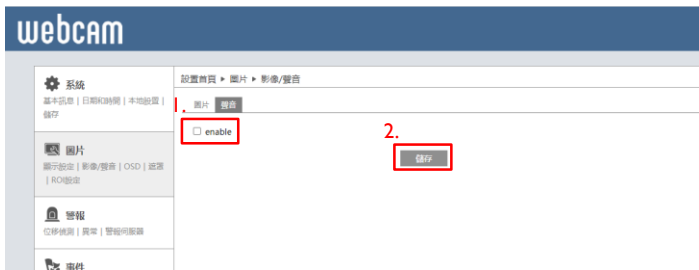 webcam
系統
基本訊息 | 日期和時間 | 本地設置 |
儲存
圖片
顯示設定 | 影像/聲音 | OSD | 遮罩
| ROI設定
警報
位移偵測 | 異常 | 警報伺服器
事件
設置首頁 ▸ 圖片 ▸ 影像/聲音
1.
圖片 聲音
enable
2.
儲存